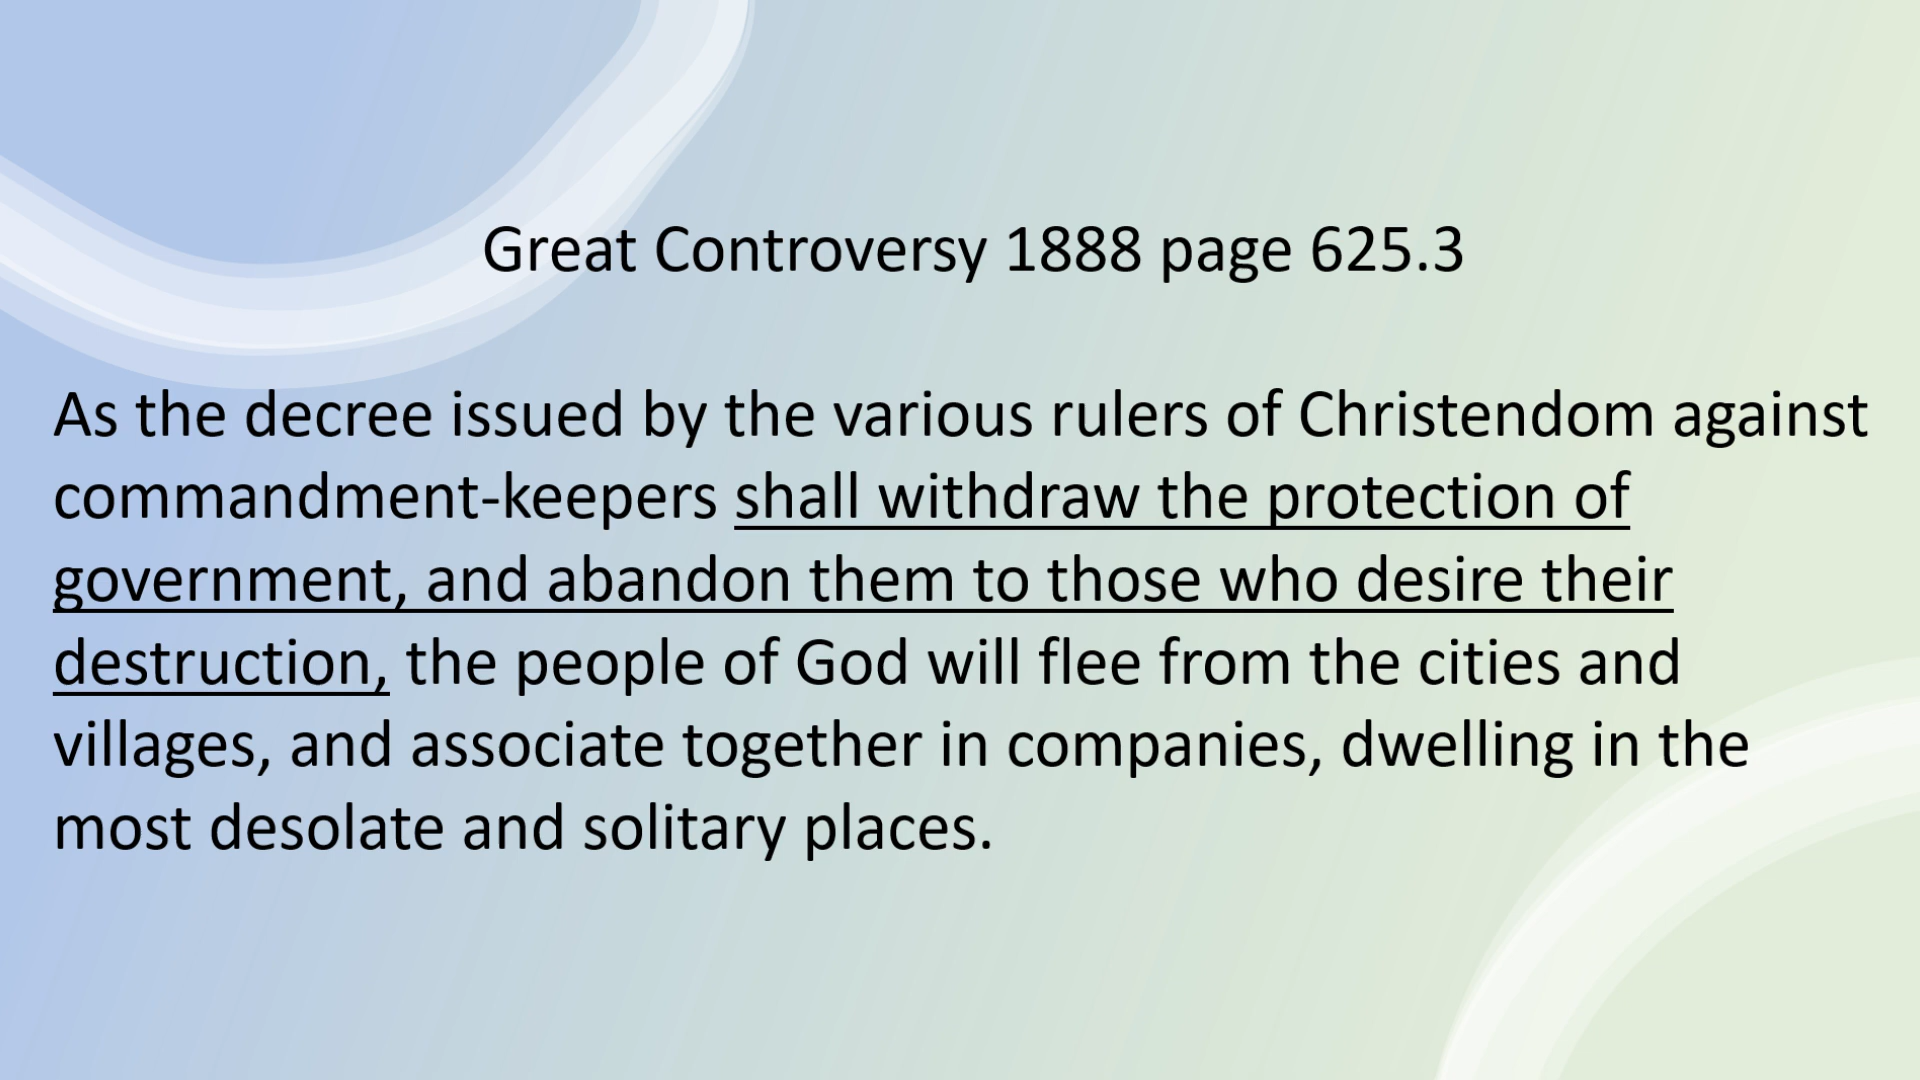 Great Controversy 1888 page 625.3
As the decree issued by the various rulers of Christendom against
commandment-keepers shall withdraw the protection of
government, and abandon them to those who desire their
destruction, the people of God will flee from the cities and
villages, and associate together in companies, dwelling in the
most desolate and solitary places.